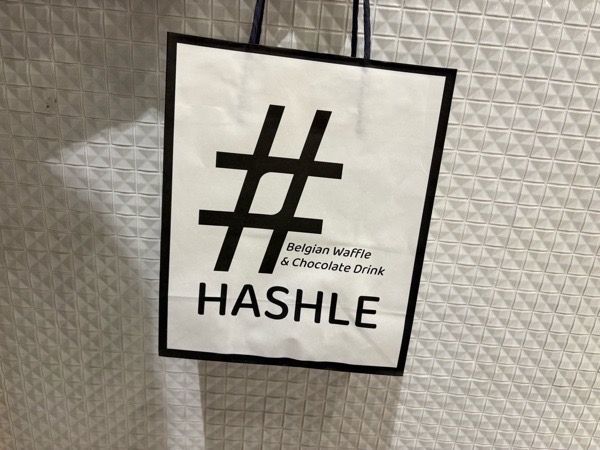 #
Belgian Waffle
& Chocolate Drink
HASHLE